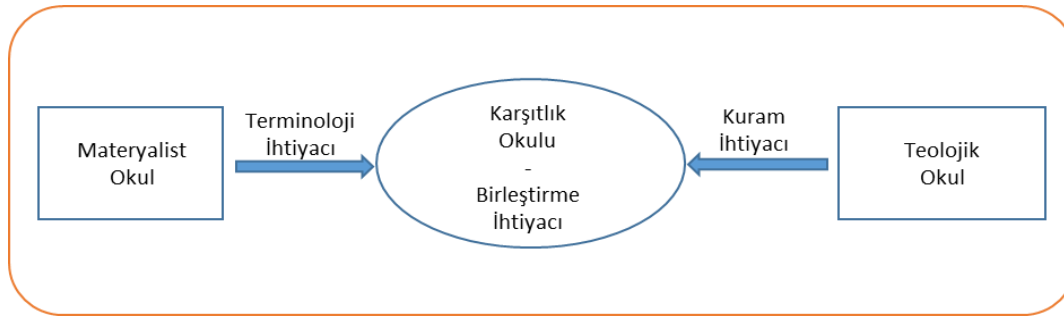 Materyalist
Okul
Terminoloji
İhtiyacı
Karşıtlık
Okulu
-
Birleştirme
İhtiyacı
Kuram
İhtiyacı
Teolojik
Okul